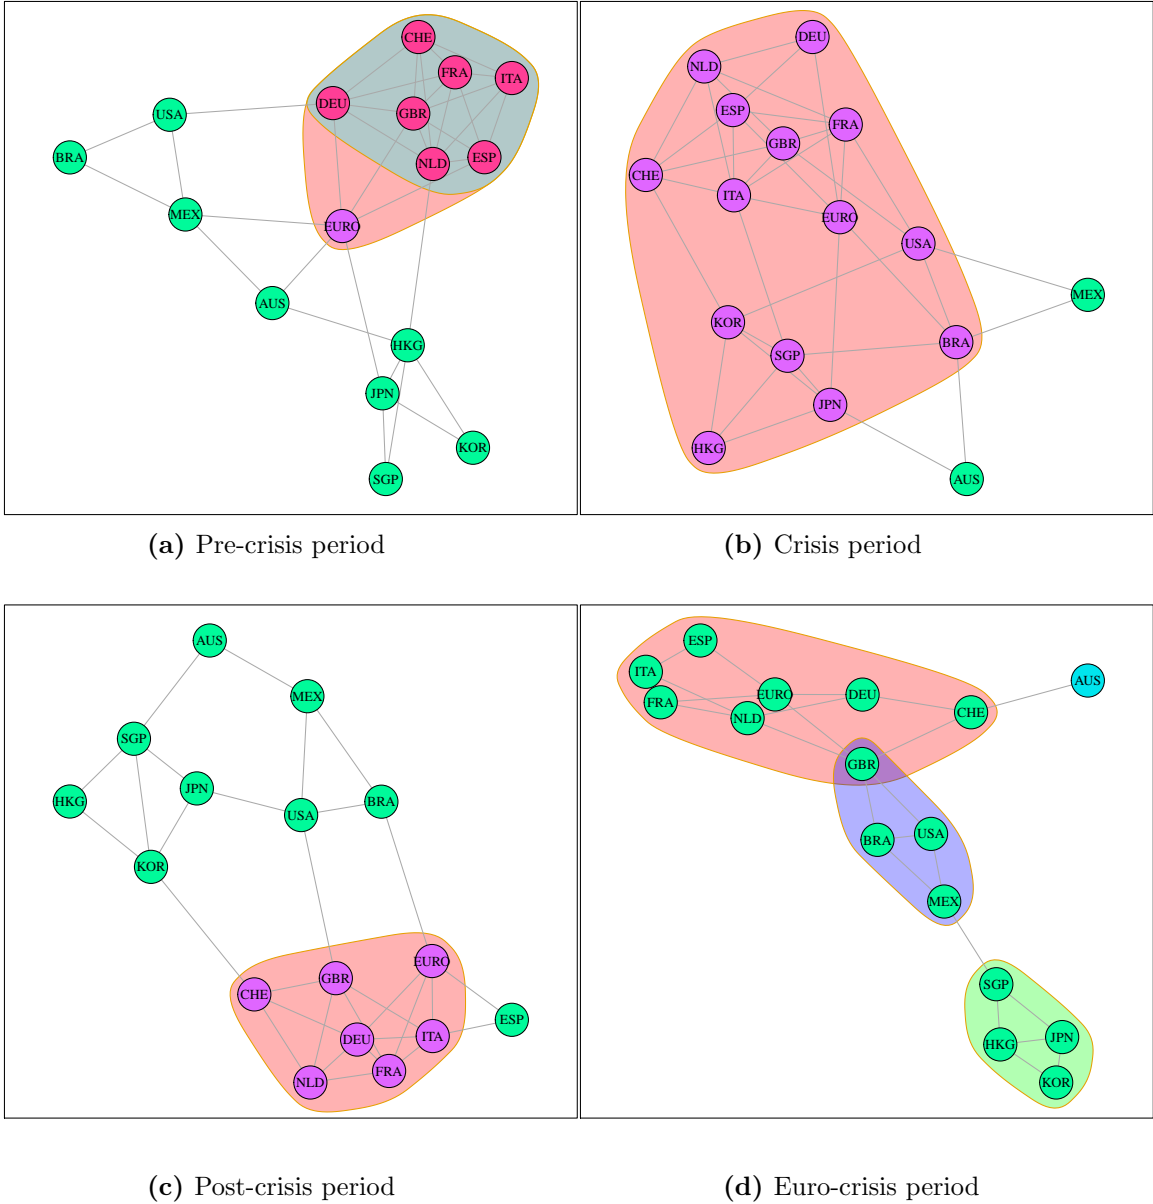 CHE
FRA
ITA
DEU
GBR
USA
BRA
NLD
ESP
MEX
EURO
AUS
HKG
JPN
KOR
SGP
(a) Pre-crisis period
DEU
NLD
ESP
FRA
GBR
CHE
ITA
EURO
USA
MEX
KOR
BRA
SGP
JPN
HKG
AUS
(b) Crisis period
AUS
MEX
SGP
JPN
HKG
BRA
USA
KOR
EURO
GBR
CHE
ESP
ITA
DEU
FRA
NLD
(c) Post-crisis period
ESP
ITA
AUS
EURO
DEU
FRA
CHE
NLD
GBR
USA
BRA
MEX
SGP
JPN
HKG
KOR
(d) Euro-crisis period